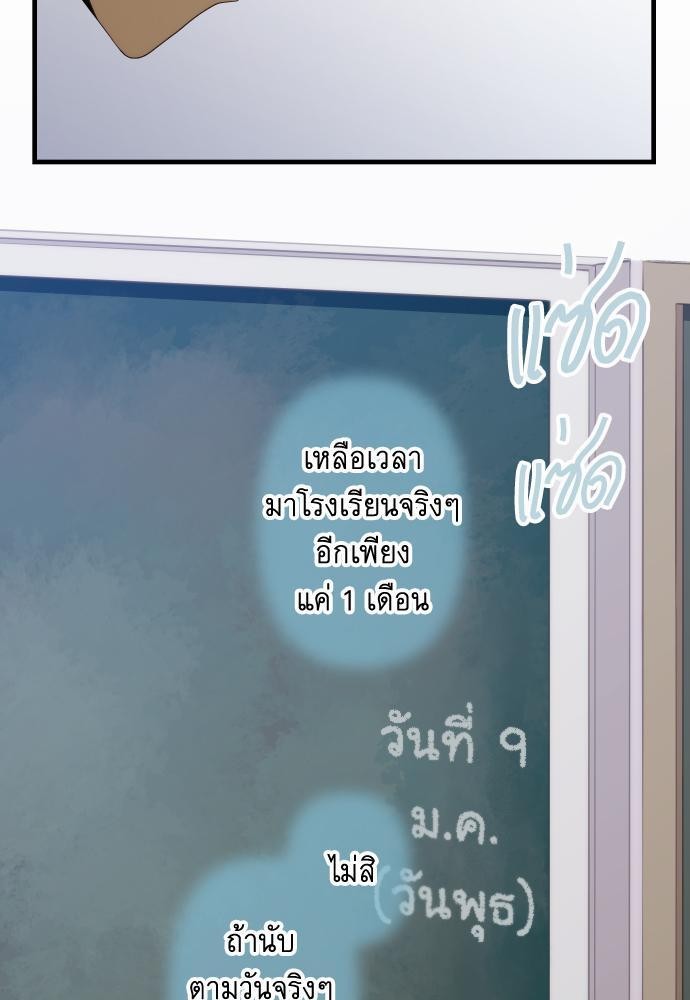 แซ่ด
แซ่ด
เหลือเวลา
มาโรงเรียนจริงๆ
อีกเพียง
แค่ 1 เดือน
วันที่ 9
ม.ค.
(วันพุธ)
ไม่สิ
ถ้านับ
ตามวันจริงๆ